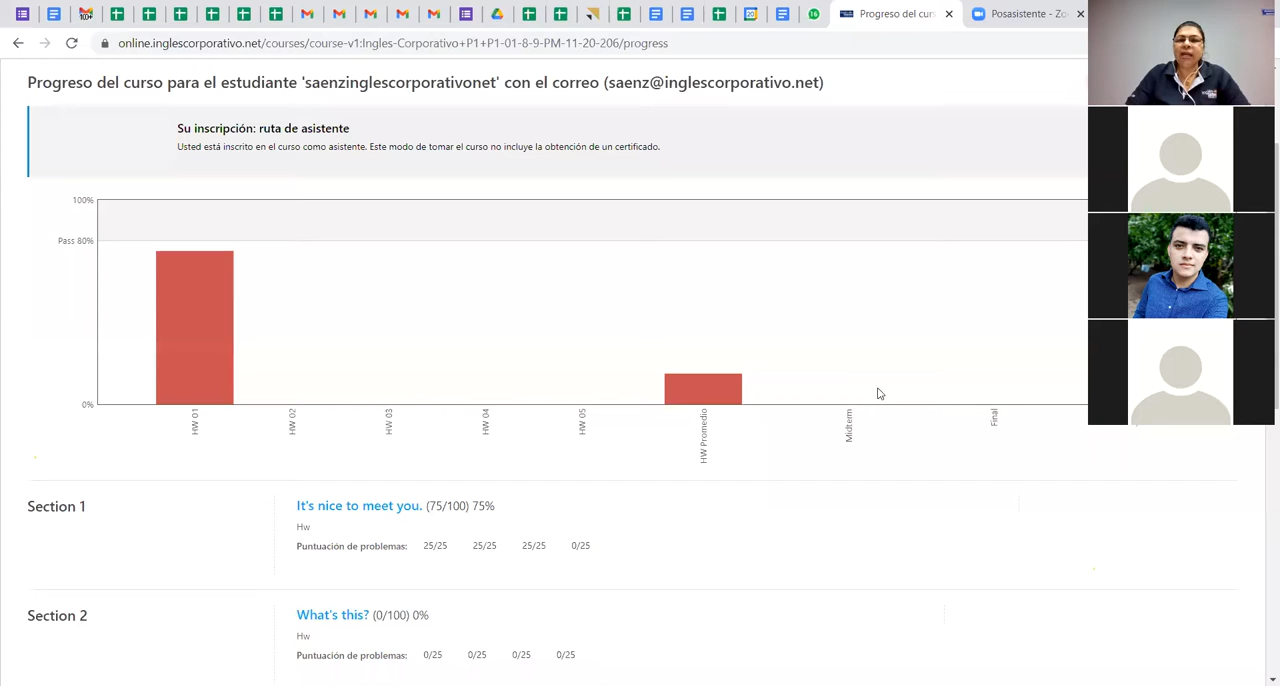 Progreso del curs
Posasistente - Zo
online.inglescorporativo.net/courses/course-v1:Ingles-Corporativo+P1+P1-01-8-9-PM-11-20-206/progress
Progreso del curso para el estudiante 'saenzinglescorporativonet' con el correo (saenz@inglescorporativo.net)
Su inscripción: ruta de asistente
Usted está inscrito en el curso como asistente. Este modo de tomar el curso no incluye la obtención de un certificado.
100%
Pass 80%
0%
HW 01
HW 02
HW 03
HW 04
HW 05
HW Promedio
Midterm
Final
Section 1
It's nice to meet you. (75/100) 75%
Hw
Puntuación de problemas: 25/25 25/25 25/25 0/25
Section 2
What's this? (0/100) 0%
Hw
Puntuación de problemas: 0/25 0/25 0/25 0/25